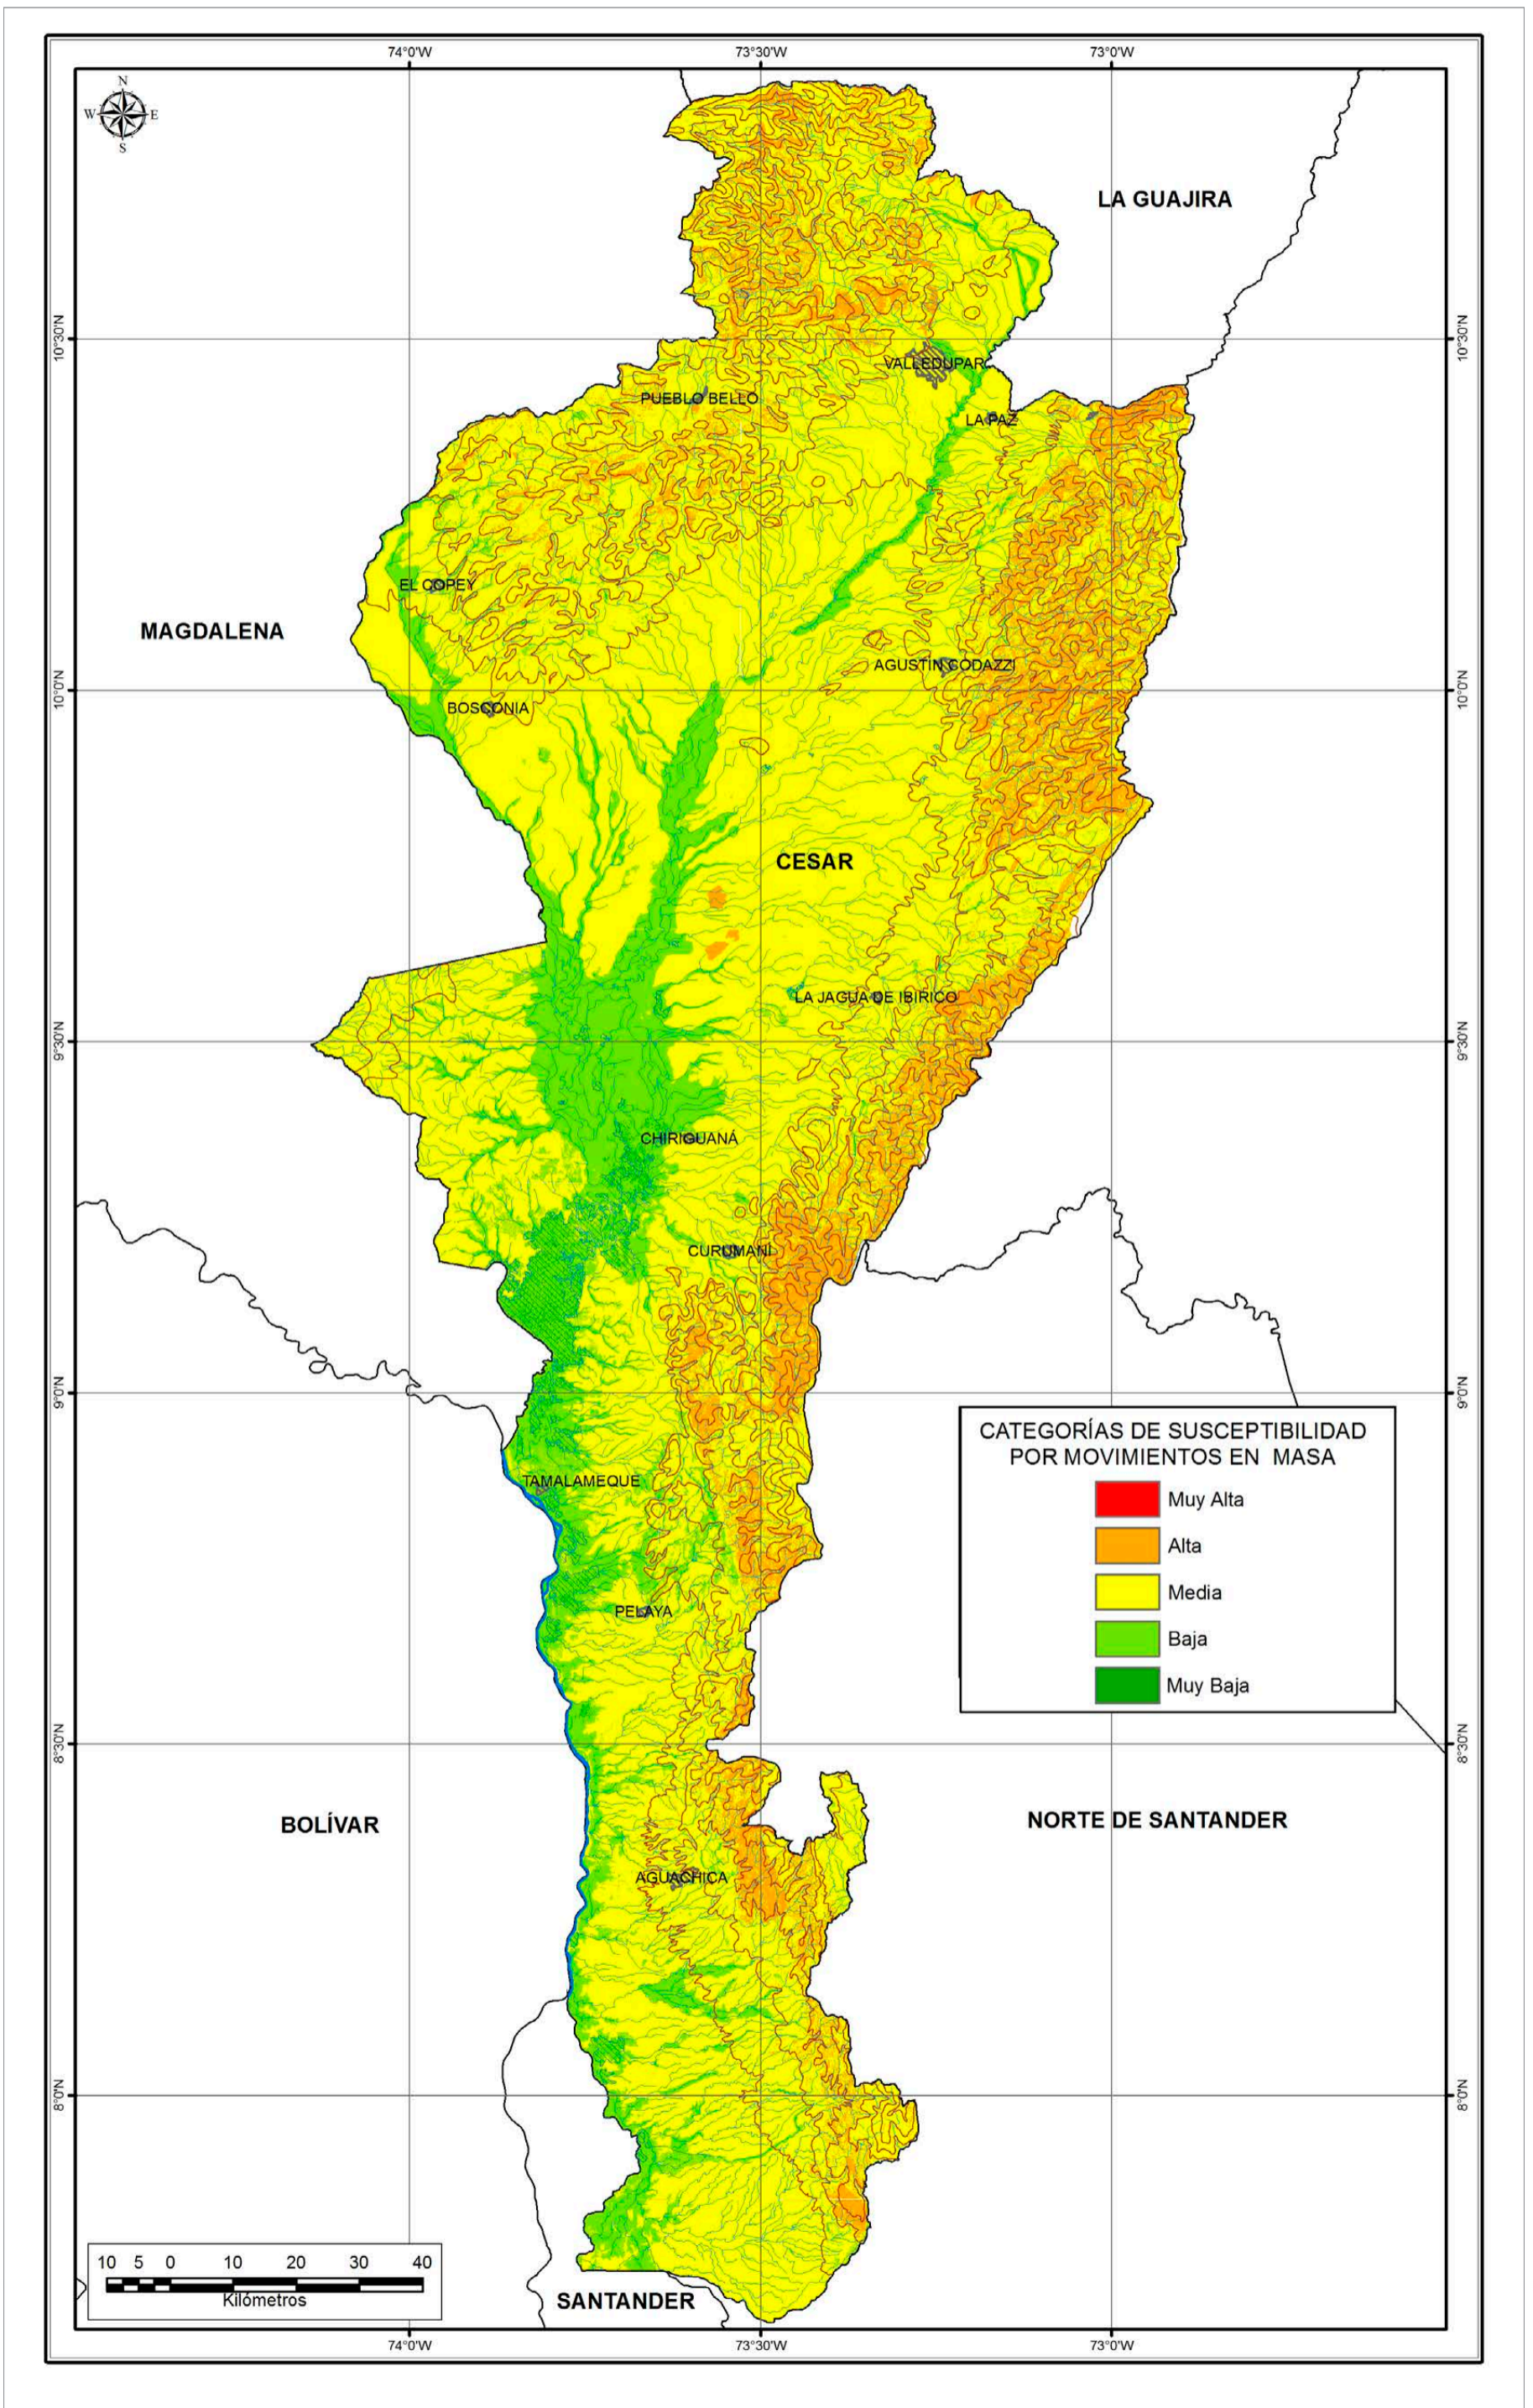 74°0'W
73°30'W
73°0'W
N
W
E
S
LA GUAJIRA
10°30'N
10°30'N
VALLEDUPAR
PUEBLO BELLO
LA PAZ
EL COPEY
MAGDALENA
AGUSTÍN CODAZZI
10°0'N
10°0'N
BOSCONIA
CESAR
LA JAGUA DE IBIRICO
9°30'N
9°30'N
CHIRIGUANÁ
CURUMANÍ
9°0'N
9°0'N
CATEGORÍAS DE SUSCEPTIBILIDAD
POR MOVIMIENTOS EN MASA
Muy Alta
Alta
Media
Baja
Muy Baja
TAMALAMEQUE
PELAYA
8°30'N
8°30'N
BOLÍVAR
NORTE DE SANTANDER
AGUACHICA
8°0'N
8°0'N
10 5 0 10 20 30 40
Kilómetros
SANTANDER
74°0'W
73°30'W
73°0'W